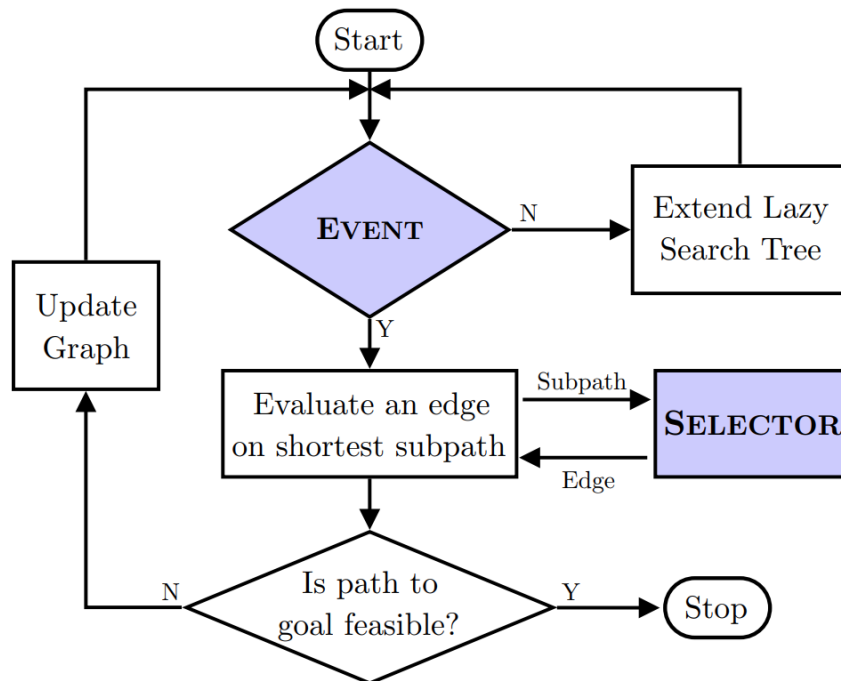 Start
EVENT
N
Extend Lazy
Search Tree
Update
Graph
Y
Evaluate an edge
on shortest subpath
Subpath
SELECTOR
Edge
Is path to
goal feasible?
N
Y
Stop